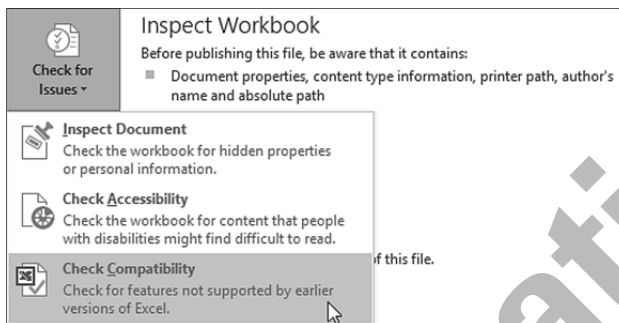 Inspect Workbook
Before publishing this file, be aware that it contains:
Check for
Issues
Document properties, content type information, printer path, author's
name and absolute path
Inspect Document
Check the workbook for hidden properties
or personal information.
Check Accessibility
Check the workbook for content that people
with disabilities might find difficult to read.
of this file.
Check Compatibility
Check for features not supported by earlier
versions of Excel.